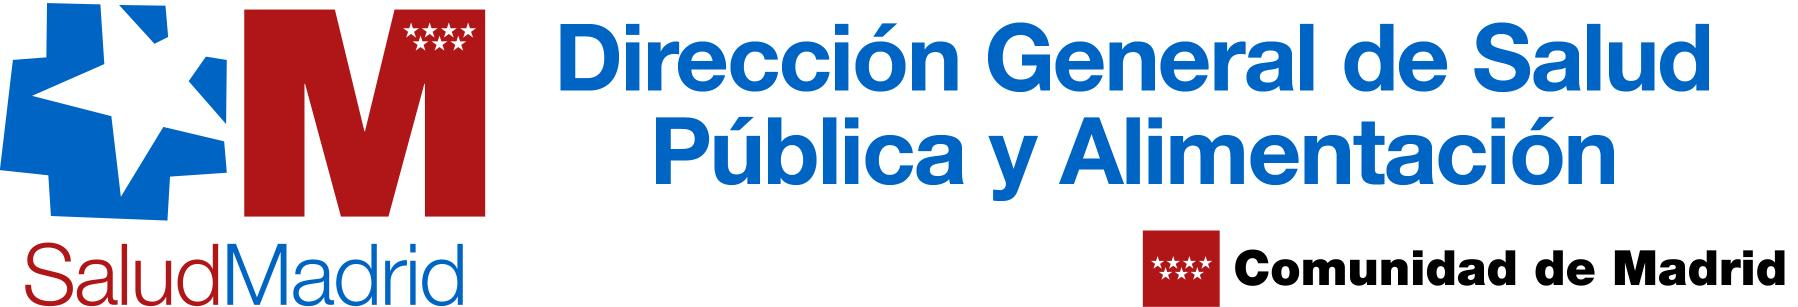 M
SaludMadrid
Dirección General de Salud
Pública y Alimentación
Comunidad de Madrid